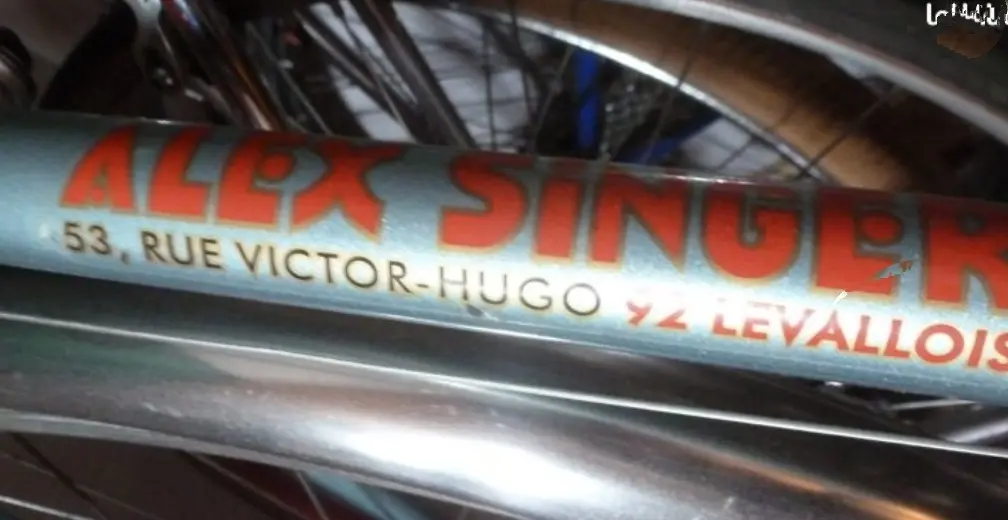 ALEX SINGER
53, RUE VICTOR-HUGO 92 LEVALLOIS